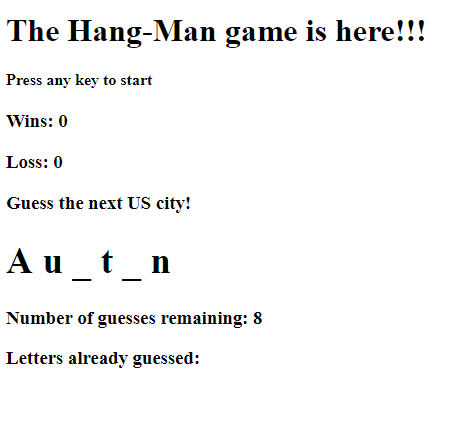 The Hang-Man game is here!!!
Press any key to start
Wins: 0
Loss: 0
Guess the next US city!
A u _ t _ n
Number of guesses remaining: 8
Letters already guessed: